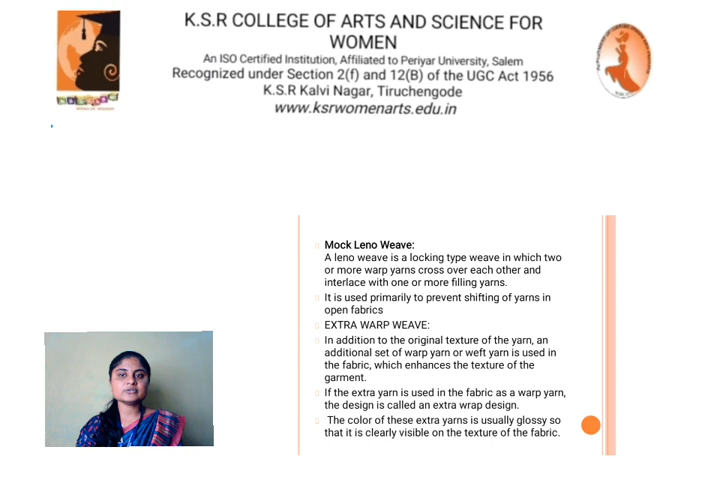 K.S.R COLLEGE OF ARTS AND SCIENCE FOR
WOMEN
An ISO Certified Institution, Affiliated to Periyar University, Salem
Recognized under Section 2(f) and 12(B) of the UGC Act 1956
K.S.R Kalvi Nagar, Tiruchengode
www.ksrwomenarts.edu.in
Mock Leno Weave:
A leno weave is a locking type weave in which two
or more warp yarns cross over each other and
interlace with one or more filling yarns.
It is used primarily to prevent shifting of yarns in
open fabrics
EXTRA WARP WEAVE:
In addition to the original texture of the yarn, an
additional set of warp yarn or weft yarn is used in
the fabric, which enhances the texture of the
garment.
If the extra yarn is used in the fabric as a warp yarn,
the design is called an extra wrap design.
The color of these extra yarns is usually glossy so
that it is clearly visible on the texture of the fabric.